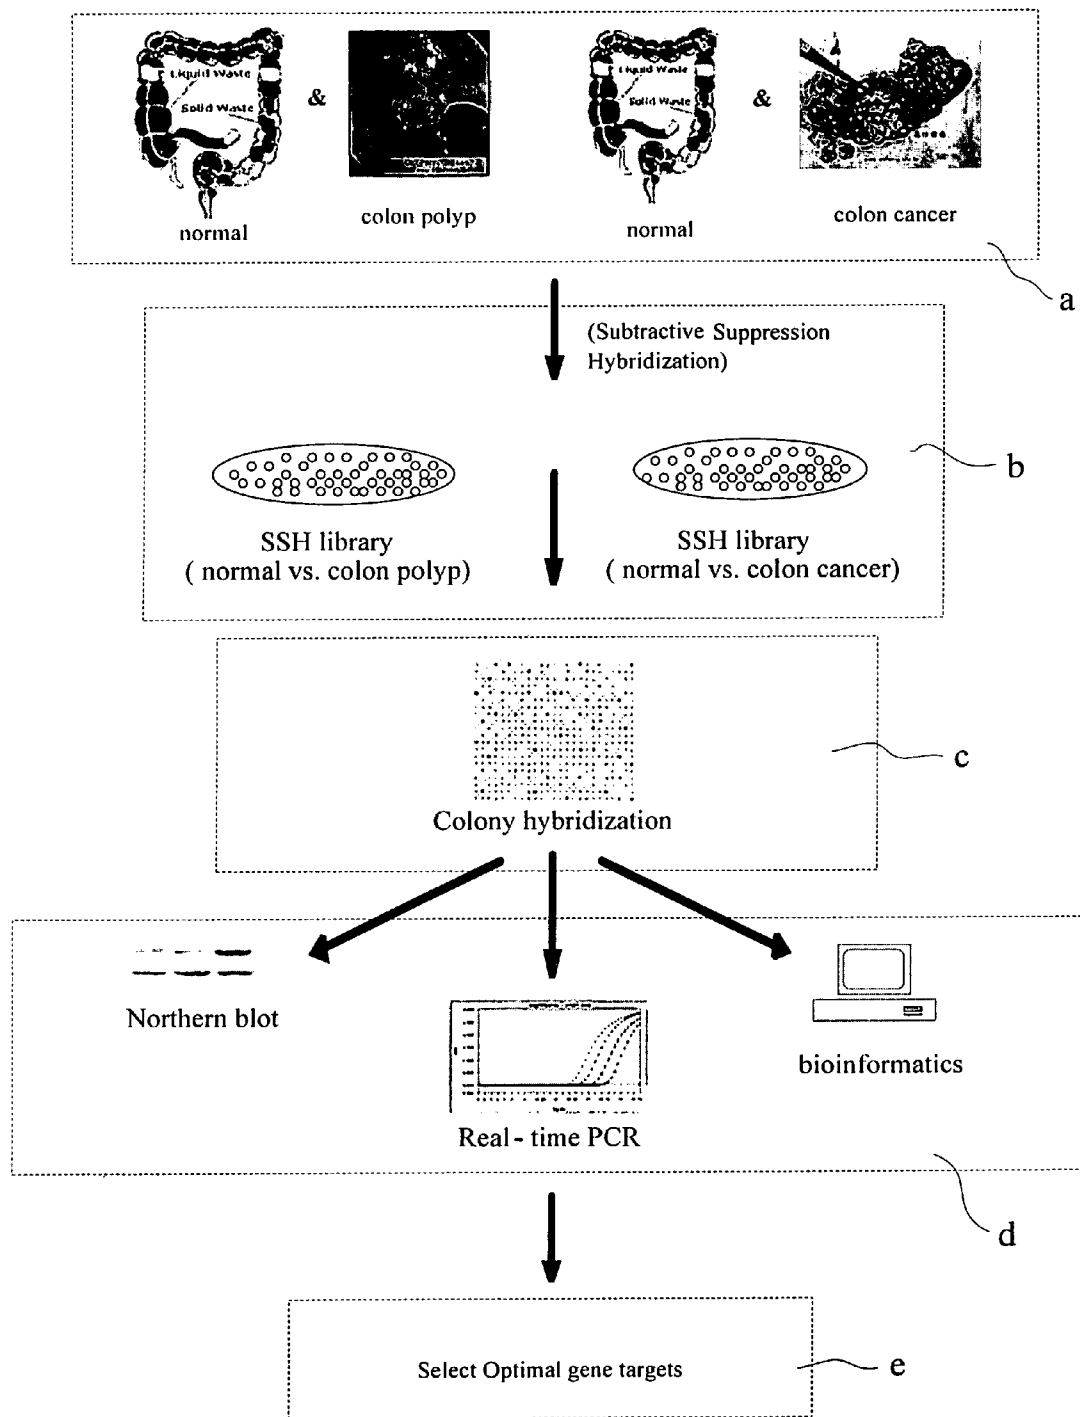 Liquid Waste
Solid Waste
&
Liquid Waste
Solid Waste
&
normal
colon polyp
normal
colon cancer
a
(Subtractive Suppression
Hybridization)
b
SSH library
( normal vs. colon polyp)
SSH library
( normal vs. colon cancer)
c
Colony hybridization
Northern blot
Real - time PCR
bioinformatics
d
Select Optimal gene targets
e